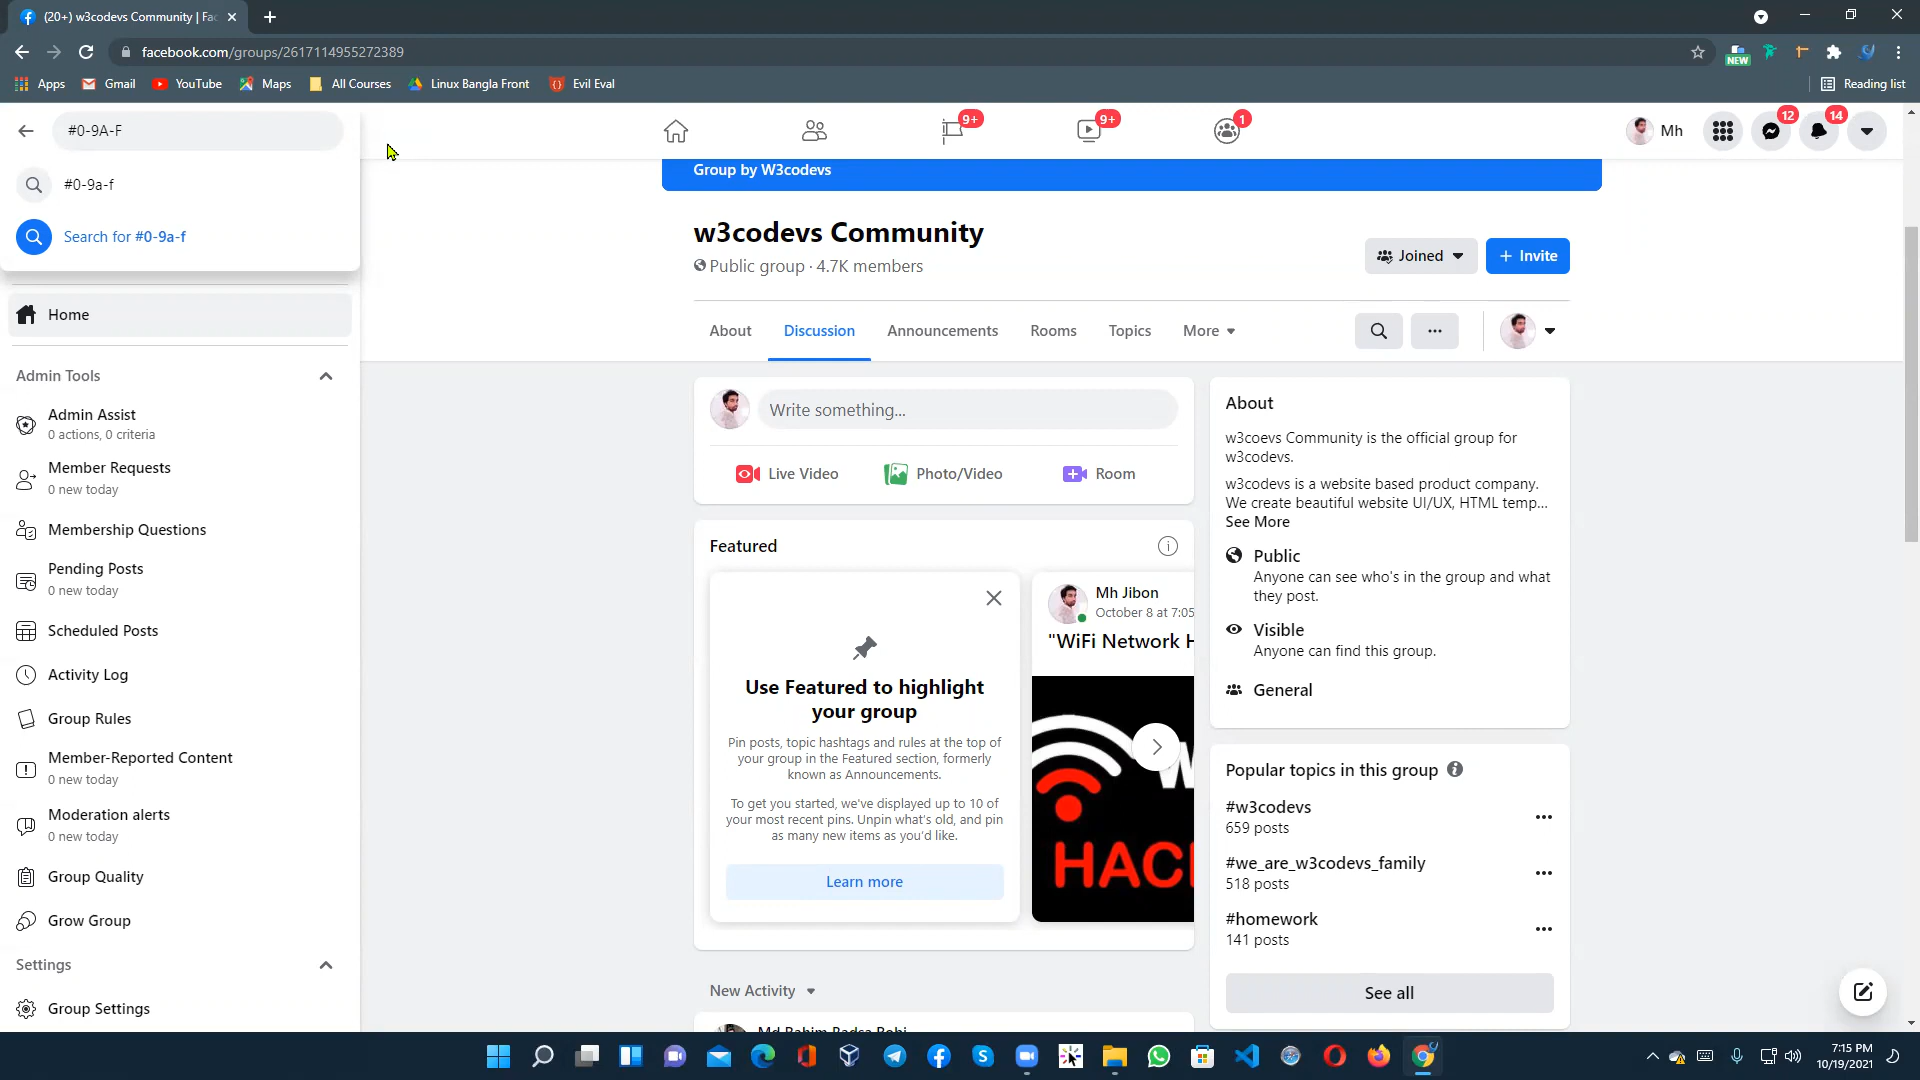 (20+) w3codevs Community | Fac
facebook.com/groups/2617114955272389
NEW
Apps
Gmail
YouTube
Maps
All Courses
Linux Bangla Front
Evil Eval
Reading list
#0-9A-F
9+
9+
1
Mh
12
14
#0-9a-f
Search for #0-9a-f
Group by W3codevs
w3codevs Community
Public group · 4.7K members
Joined
+ Invite
About
Discussion
Announcements
Rooms
Topics
More
Home
Admin Tools
Admin Assist
0 actions, 0 criteria
Member Requests
0 new today
Membership Questions
Pending Posts
0 new today
Scheduled Posts
Activity Log
Group Rules
Member-Reported Content
0 new today
Moderation alerts
0 new today
Group Quality
Grow Group
Settings
Group Settings
Write something...
Live Video
Photo/Video
Room
Featured
Use Featured to highlight
your group
Pin posts, topic hashtags and rules at the top of
your group in the Featured section, formerly
known as Announcements.
To get you started, we've displayed up to 10 of
your most recent pins. Unpin what's old, and pin
as many new items as you'd like.
Learn more
Mh Jibon
October 8 at 7:05
"WiFi Network H
W
HACK
New Activity
Md Rahim Badsa Robi
About
w3coevs Community is the official group for
w3codevs.
w3codevs is a website based product company.
We create beautiful website UI/UX, HTML temp...
See More
Public
Anyone can see who's in the group and what
they post.
Visible
Anyone can find this group.
General
Popular topics in this group
#w3codevs
659 posts
#we_are_w3codevs_family
518 posts
#homework
141 posts
See all
7:15 PM
10/19/2021